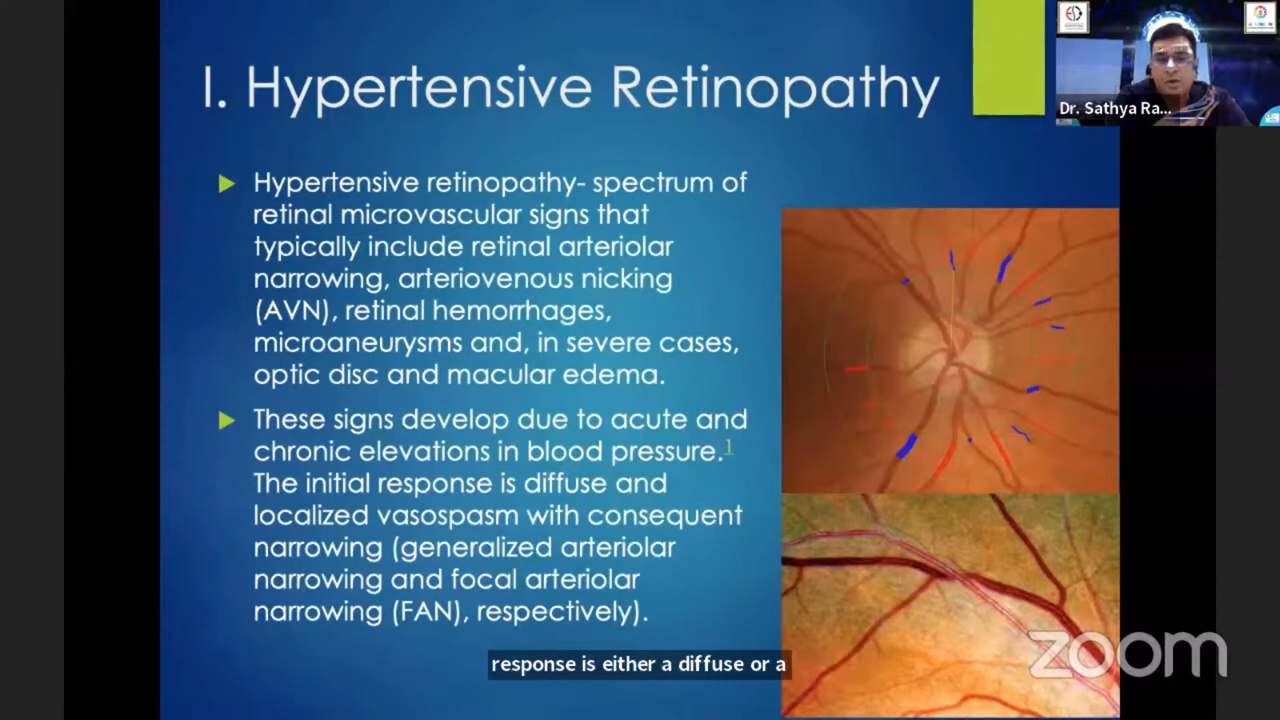 I. Hypertensive Retinopathy
Dr. Sathya Ra...
Hypertensive retinopathy- spectrum of
retinal microvascular signs that
typically include retinal arteriolar
narrowing, arteriovenous nicking
(AVN), retinal hemorrhages,
microaneurysms and, in severe cases,
optic disc and macular edema.
These signs develop due to acute and
chronic elevations in blood pressure.1
The initial response is diffuse and
localized vasospasm with consequent
narrowing (generalized arteriolar
narrowing and focal arteriolar
narrowing (FAN), respectively).
response is either a diffuse or a
zoom